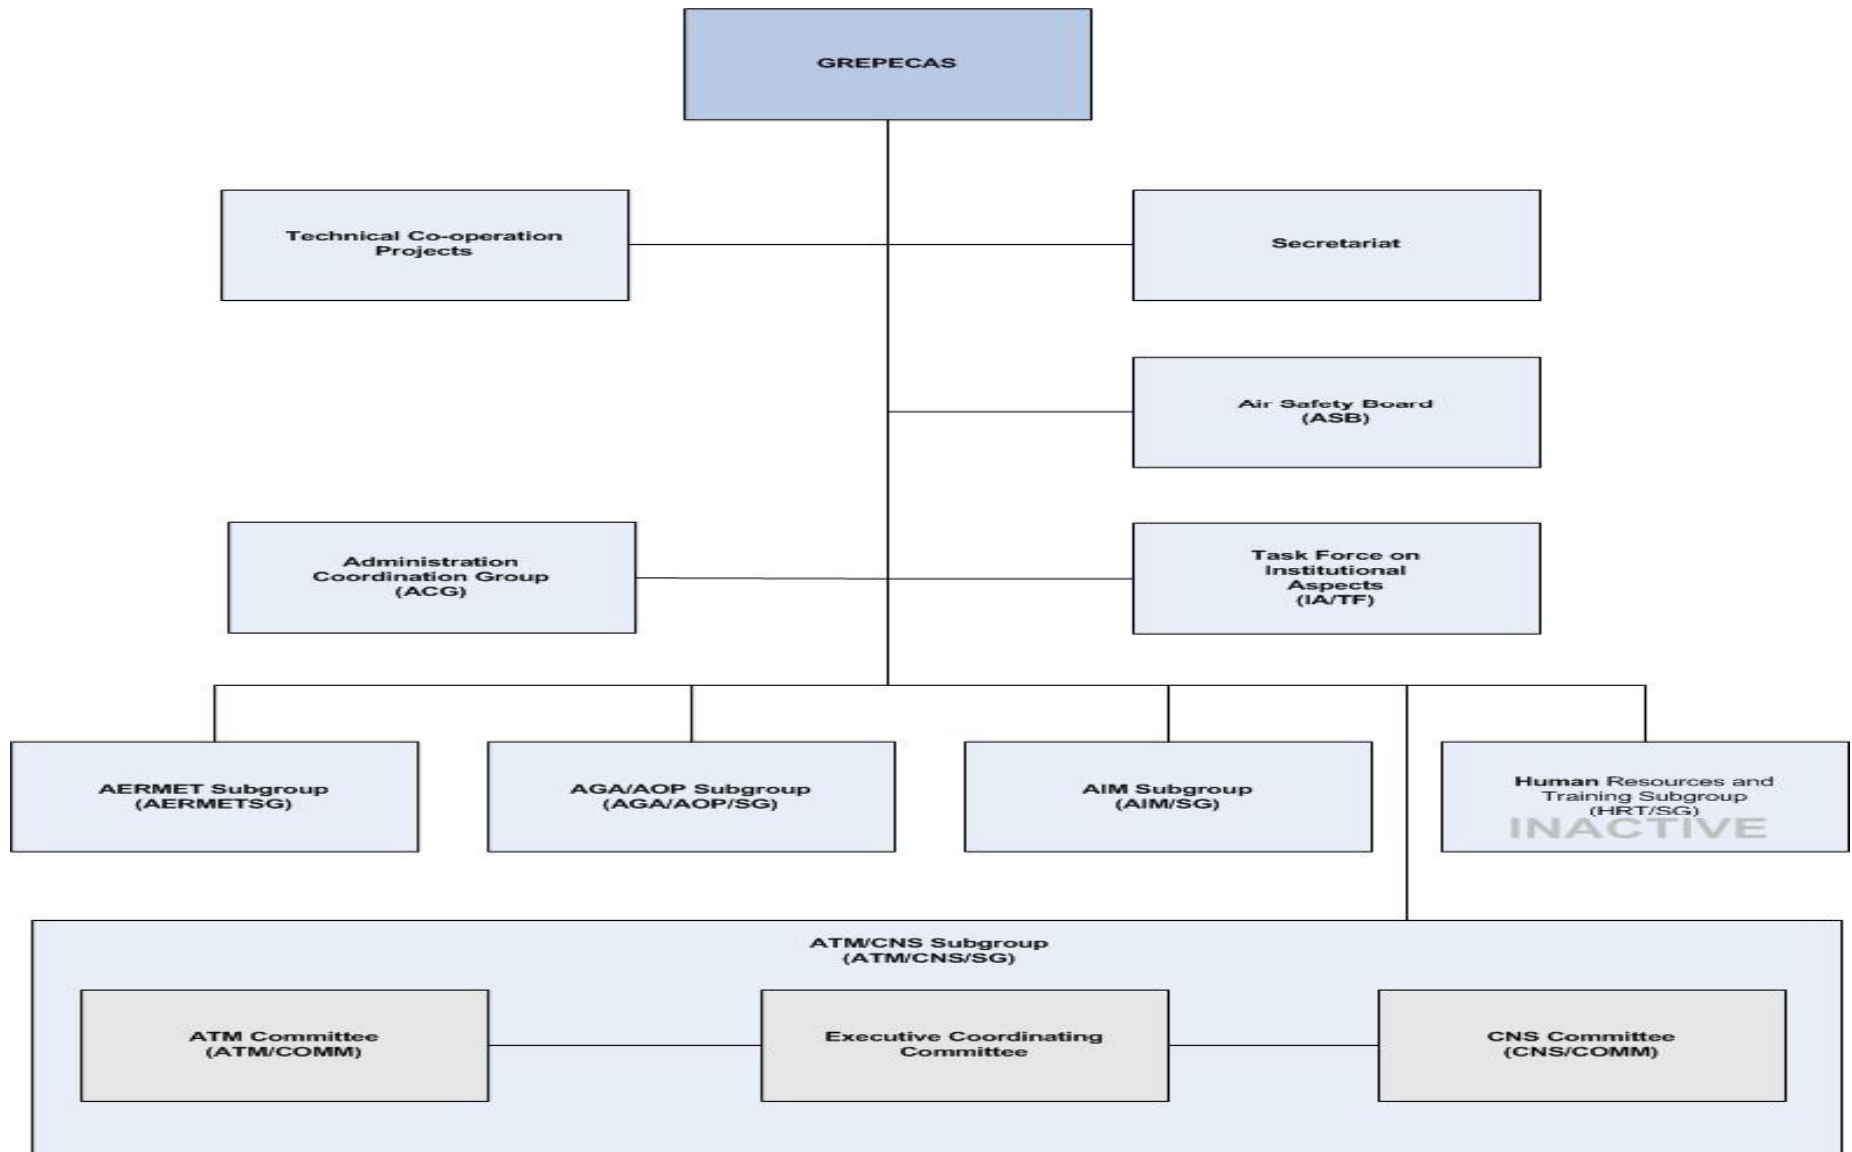 GREPECAS
Technical Co-operation
Projects
Secretariat
Air Safety Board
(ASB)
Administration
Coordination Group
(ACG)
Task Force on
Institutional
Aspects
(IA/TF)
AERMET Subgroup
(AERMETSG)
AGA/AOP Subgroup
(AGA/AOP/SG)
AIM Subgroup
(AIM/SG)
Human Resources and
Training Subgroup
(HRT/SG)
INACTIVE
ATM/CNS Subgroup
(ATM/CNS/SG)
ATM Committee
(ATM/COMM)
Executive Coordinating
Committee
CNS Committee
(CNS/COMM)